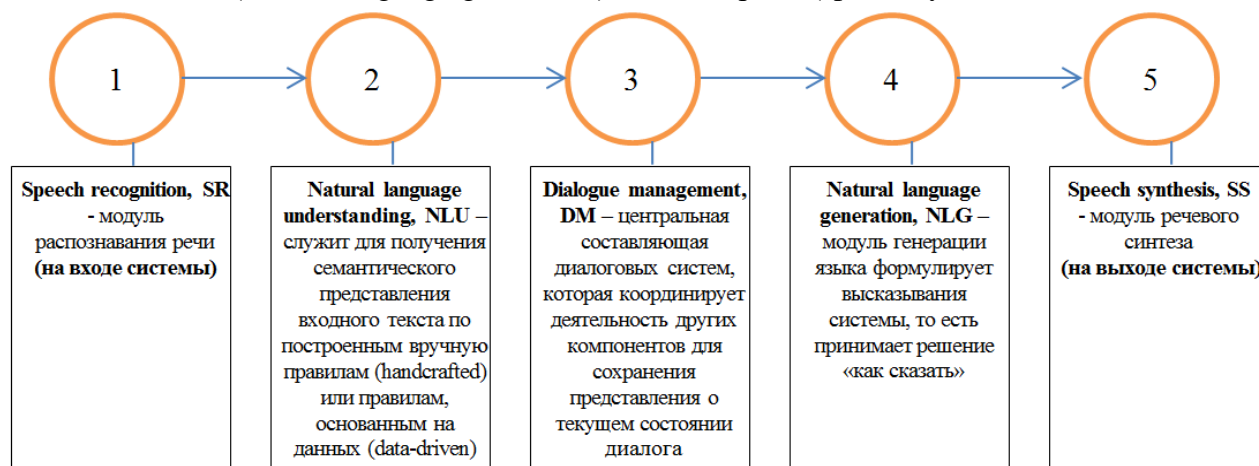 1
2
3
4
5
Speech recognition, SR
- модуль
распознавания речи
(на входе системы)
Natural language
understanding, NLU –
служит для получения
семантического
представления
входного текста по
построенным вручную
правилам (handcrafted)
или правилам,
основанным на
данных (data-driven)
Dialogue management,
DM – центральная
составляющая
диалоговых систем,
которая координирует
деятельность других
компонентов для
сохранения
представления о
текущем состоянии
диалога
Natural language
generation, NLG –
модуль генерации
языка формулирует
высказывания
системы, то есть
принимает решение
«как сказать»
Speech synthesis, SS
- модуль речевого
синтеза
(на выходе системы)